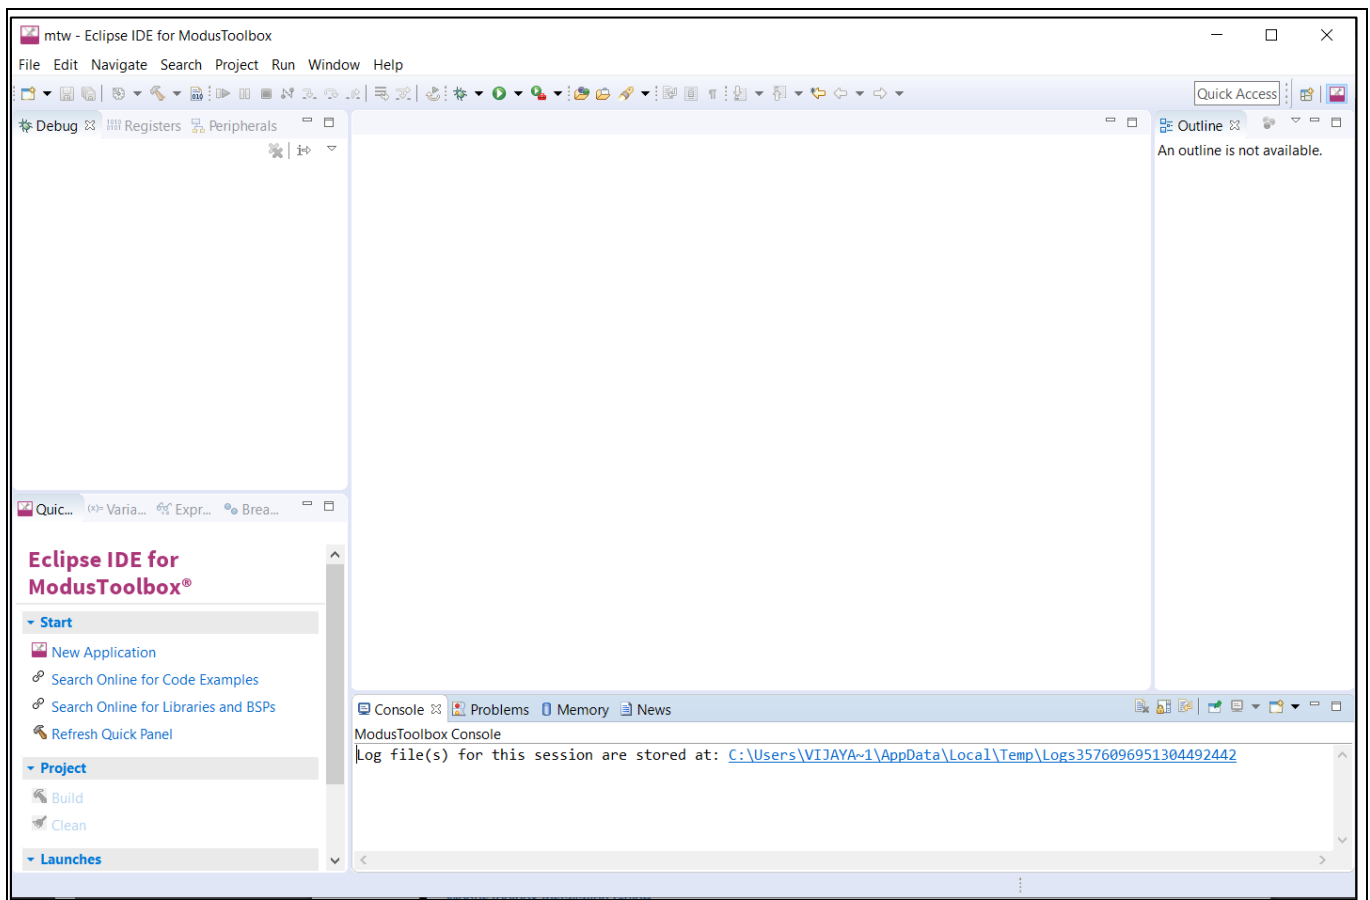 mtw - Eclipse IDE for ModusToolbox
File Edit Navigate Search Project Run Window Help
Quick Access
Debug Registers Peripherals
Outline
An outline is not available.
Quic... (x)= Varia... Expr... Brea...
Eclipse IDE for
ModusToolbox®
Start
New Application
Search Online for Code Examples
Search Online for Libraries and BSPs
Refresh Quick Panel
Project
Build
Clean
Launches
Console Problems Memory News
ModusToolbox Console
Log file(s) for this session are stored at: C:\Users\VIJAYA~1\AppData\Local\Temp\Logs3576096951304492442